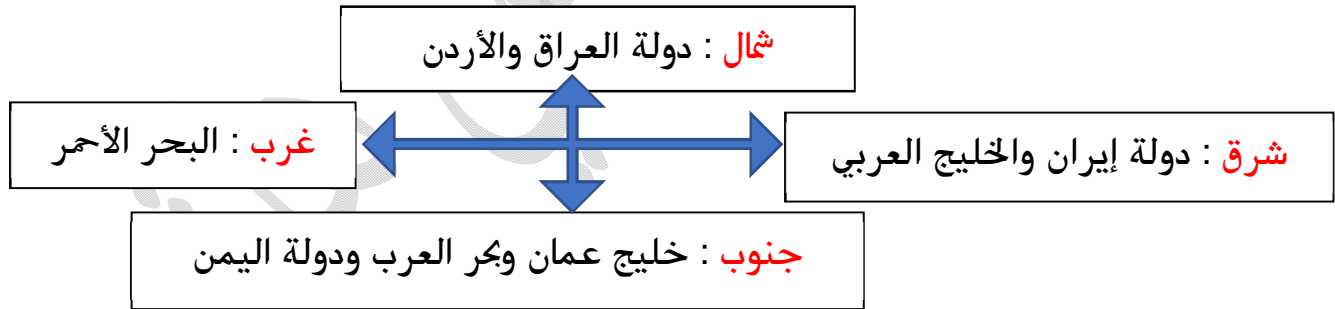 شمال : دولة العراق والأردن
شرق : دولة إيران والخليج العربي
غرب : البحر الأحمر
جنوب : خليج عمان وبحر العرب ودولة اليمن